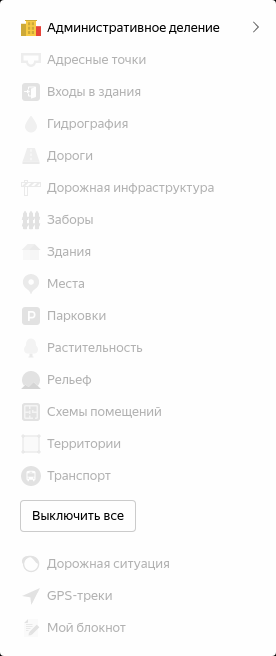 Административное деление
Адресные точки
Входы в здания
Гидрография
Дороги
Дорожная инфраструктура
Заборы
Здания
Места
Парковки
Растительность
Рельеф
Схемы помещений
Территории
Транспорт
Выключить все
Дорожная ситуация
GPS-треки
Мой блокнот